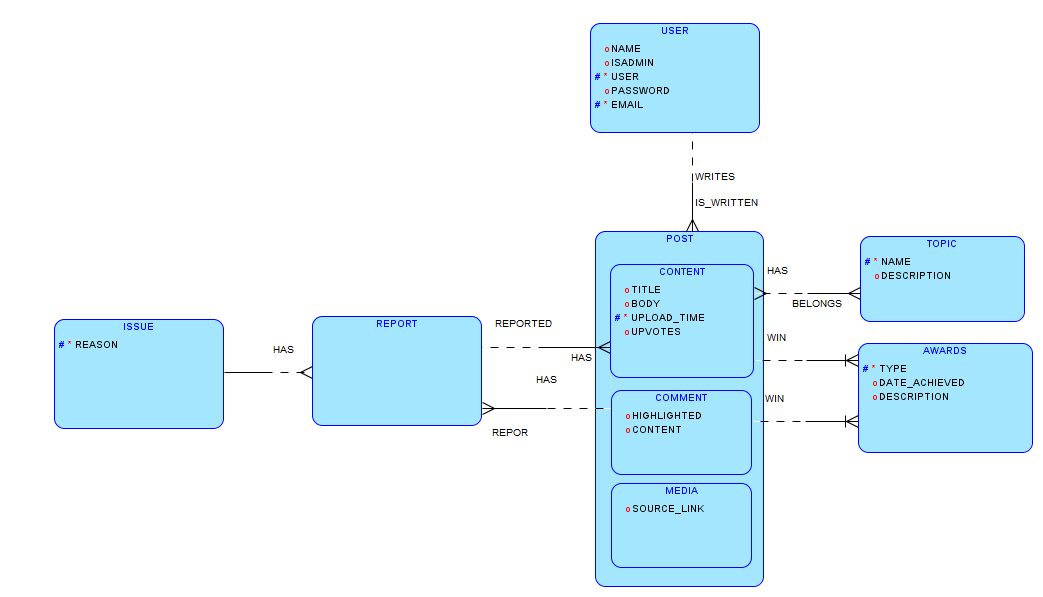 USER
o NAME
o ISADMIN
# * USER
o PASSWORD
# * EMAIL
WRITES
IS_WRITTEN
POST
CONTENT
o TITLE
o BODY
# * UPLOAD_TIME
o UPVOTES
HAS
BELONGS
TOPIC
# * NAME
o DESCRIPTION
ISSUE
# * REASON
HAS
REPORT
REPORTED
HAS
HAS
REPOR
WIN
AWARDS
# * TYPE
o DATE_ACHIEVED
o DESCRIPTION
WIN
COMMENT
o HIGHLIGHTED
o CONTENT
MEDIA
o SOURCE_LINK